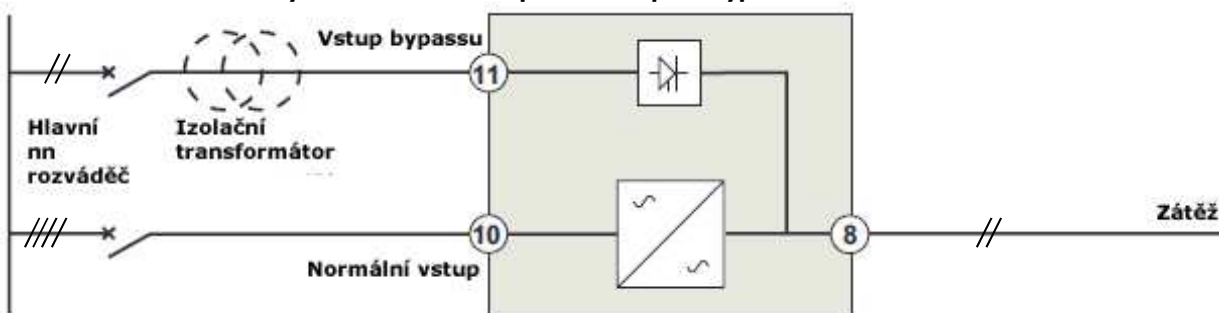 Vstup bypassu
11
Hlavní
nn
rozváděč
Izolační
transformátor
Zátěž
10
8
Normální vstup